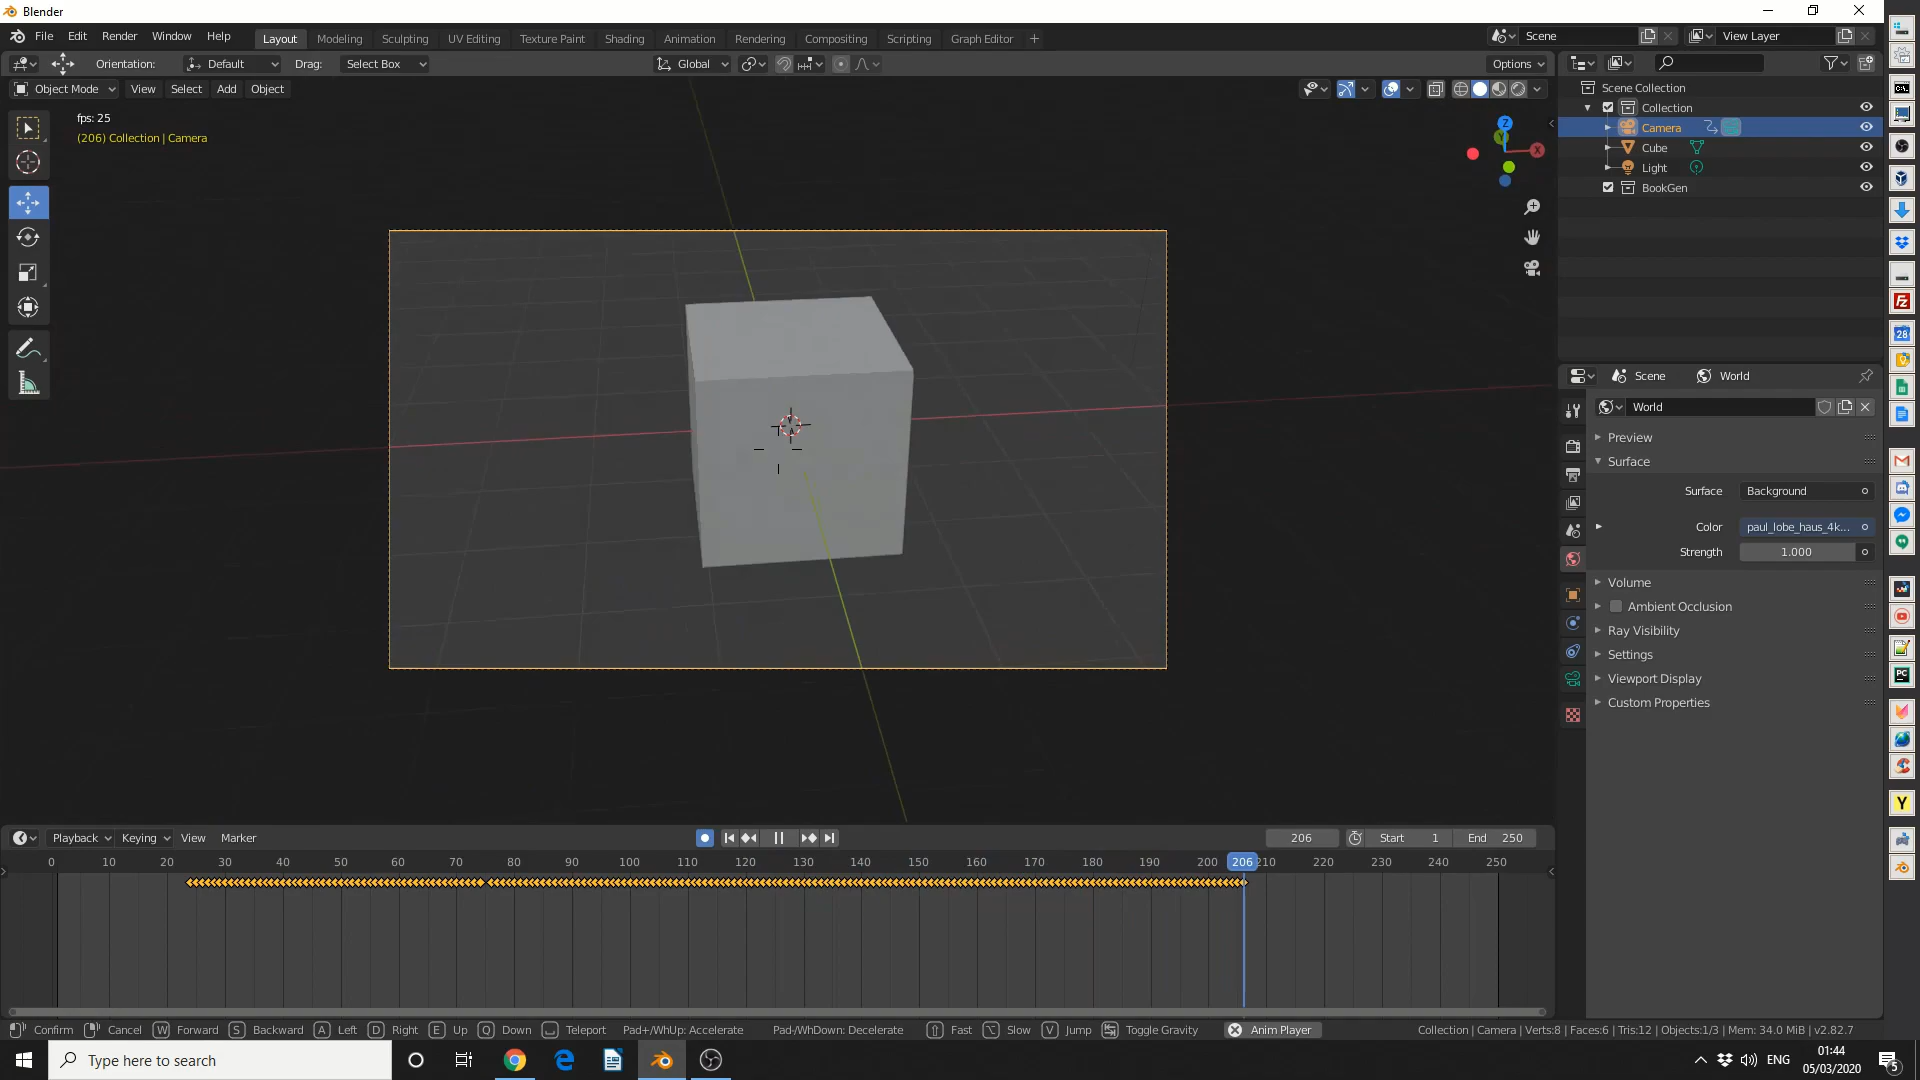 Blender
File Edit Render Window Help Layout Modeling Sculpting UV Editing Texture Paint Shading Animation Rendering Compositing Scripting Graph Editor + Scene View Layer
Orientation: Default Drag: Select Box Global Options
Object Mode View Select Add Object
fps: 25
(206) Collection | Camera
Z
X
Scene Collection
Collection
Camera
Cube
Light
BookGen
Scene World
World
Preview
Surface
Surface Background
Color paul_lobe_haus_4k...
Strength 1.000
Volume
Ambient Occlusion
Ray Visibility
Settings
Viewport Display
Custom Properties
Playback Keying View Marker 206 Start 1 End 250
0 10 20 30 40 50 60 70 80 90 100 110 120 130 140 150 160 170 180 190 200 206 210 220 230 240 250
Confirm Cancel W Forward S Backward A Left D Right E Up Q Down Teleport Pad+/WhUp: Accelerate Pad-/WhDown: Decelerate Fast Slow V Jump Toggle Gravity Anim Player Collection | Camera | Verts:8 | Faces:6 | Tris:12 | Objects:1/3 | Mem: 34.0 MiB | v2.82.7
Type here to search
ENG
01:44
05/03/2020
5
Fz
28
PC
Y